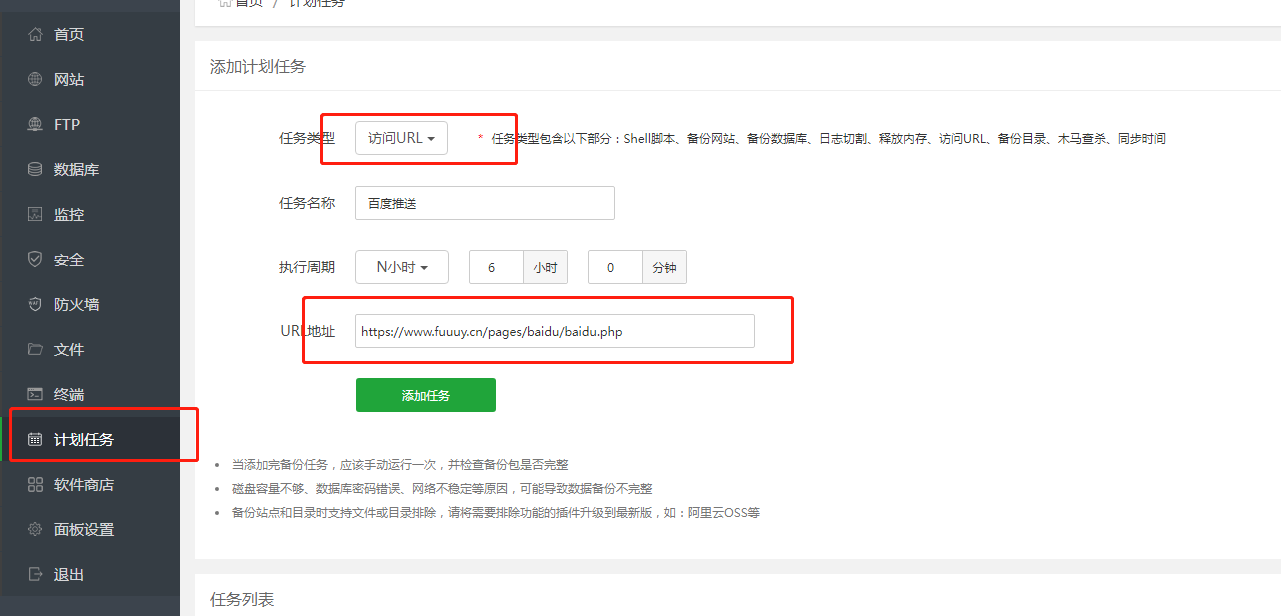 首页 / 计划任务
首页
网站
FTP
数据库
监控
安全
防火墙
文件
终端
计划任务
软件商店
面板设置
退出
添加计划任务
任务类型 访问URL * 任务类型包含以下部分：Shell脚本、备份网站、备份数据库、日志切割、释放内存、访问URL、备份目录、木马查杀、同步时间
任务名称 百度推送
执行周期 N小时 6 小时 0 分钟
URL地址 https://www.fuuuy.cn/pages/baidu/baidu.php
添加任务
当添加完备份任务，应该手动运行一次，并检查备份包是否完整
磁盘容量不够、数据库密码错误、网络不稳定等原因，可能导致数据备份不完整
备份站点和目录时支持文件或目录排除，请将需要排除功能的插件升级到最新版，如：阿里云OSS等
任务列表